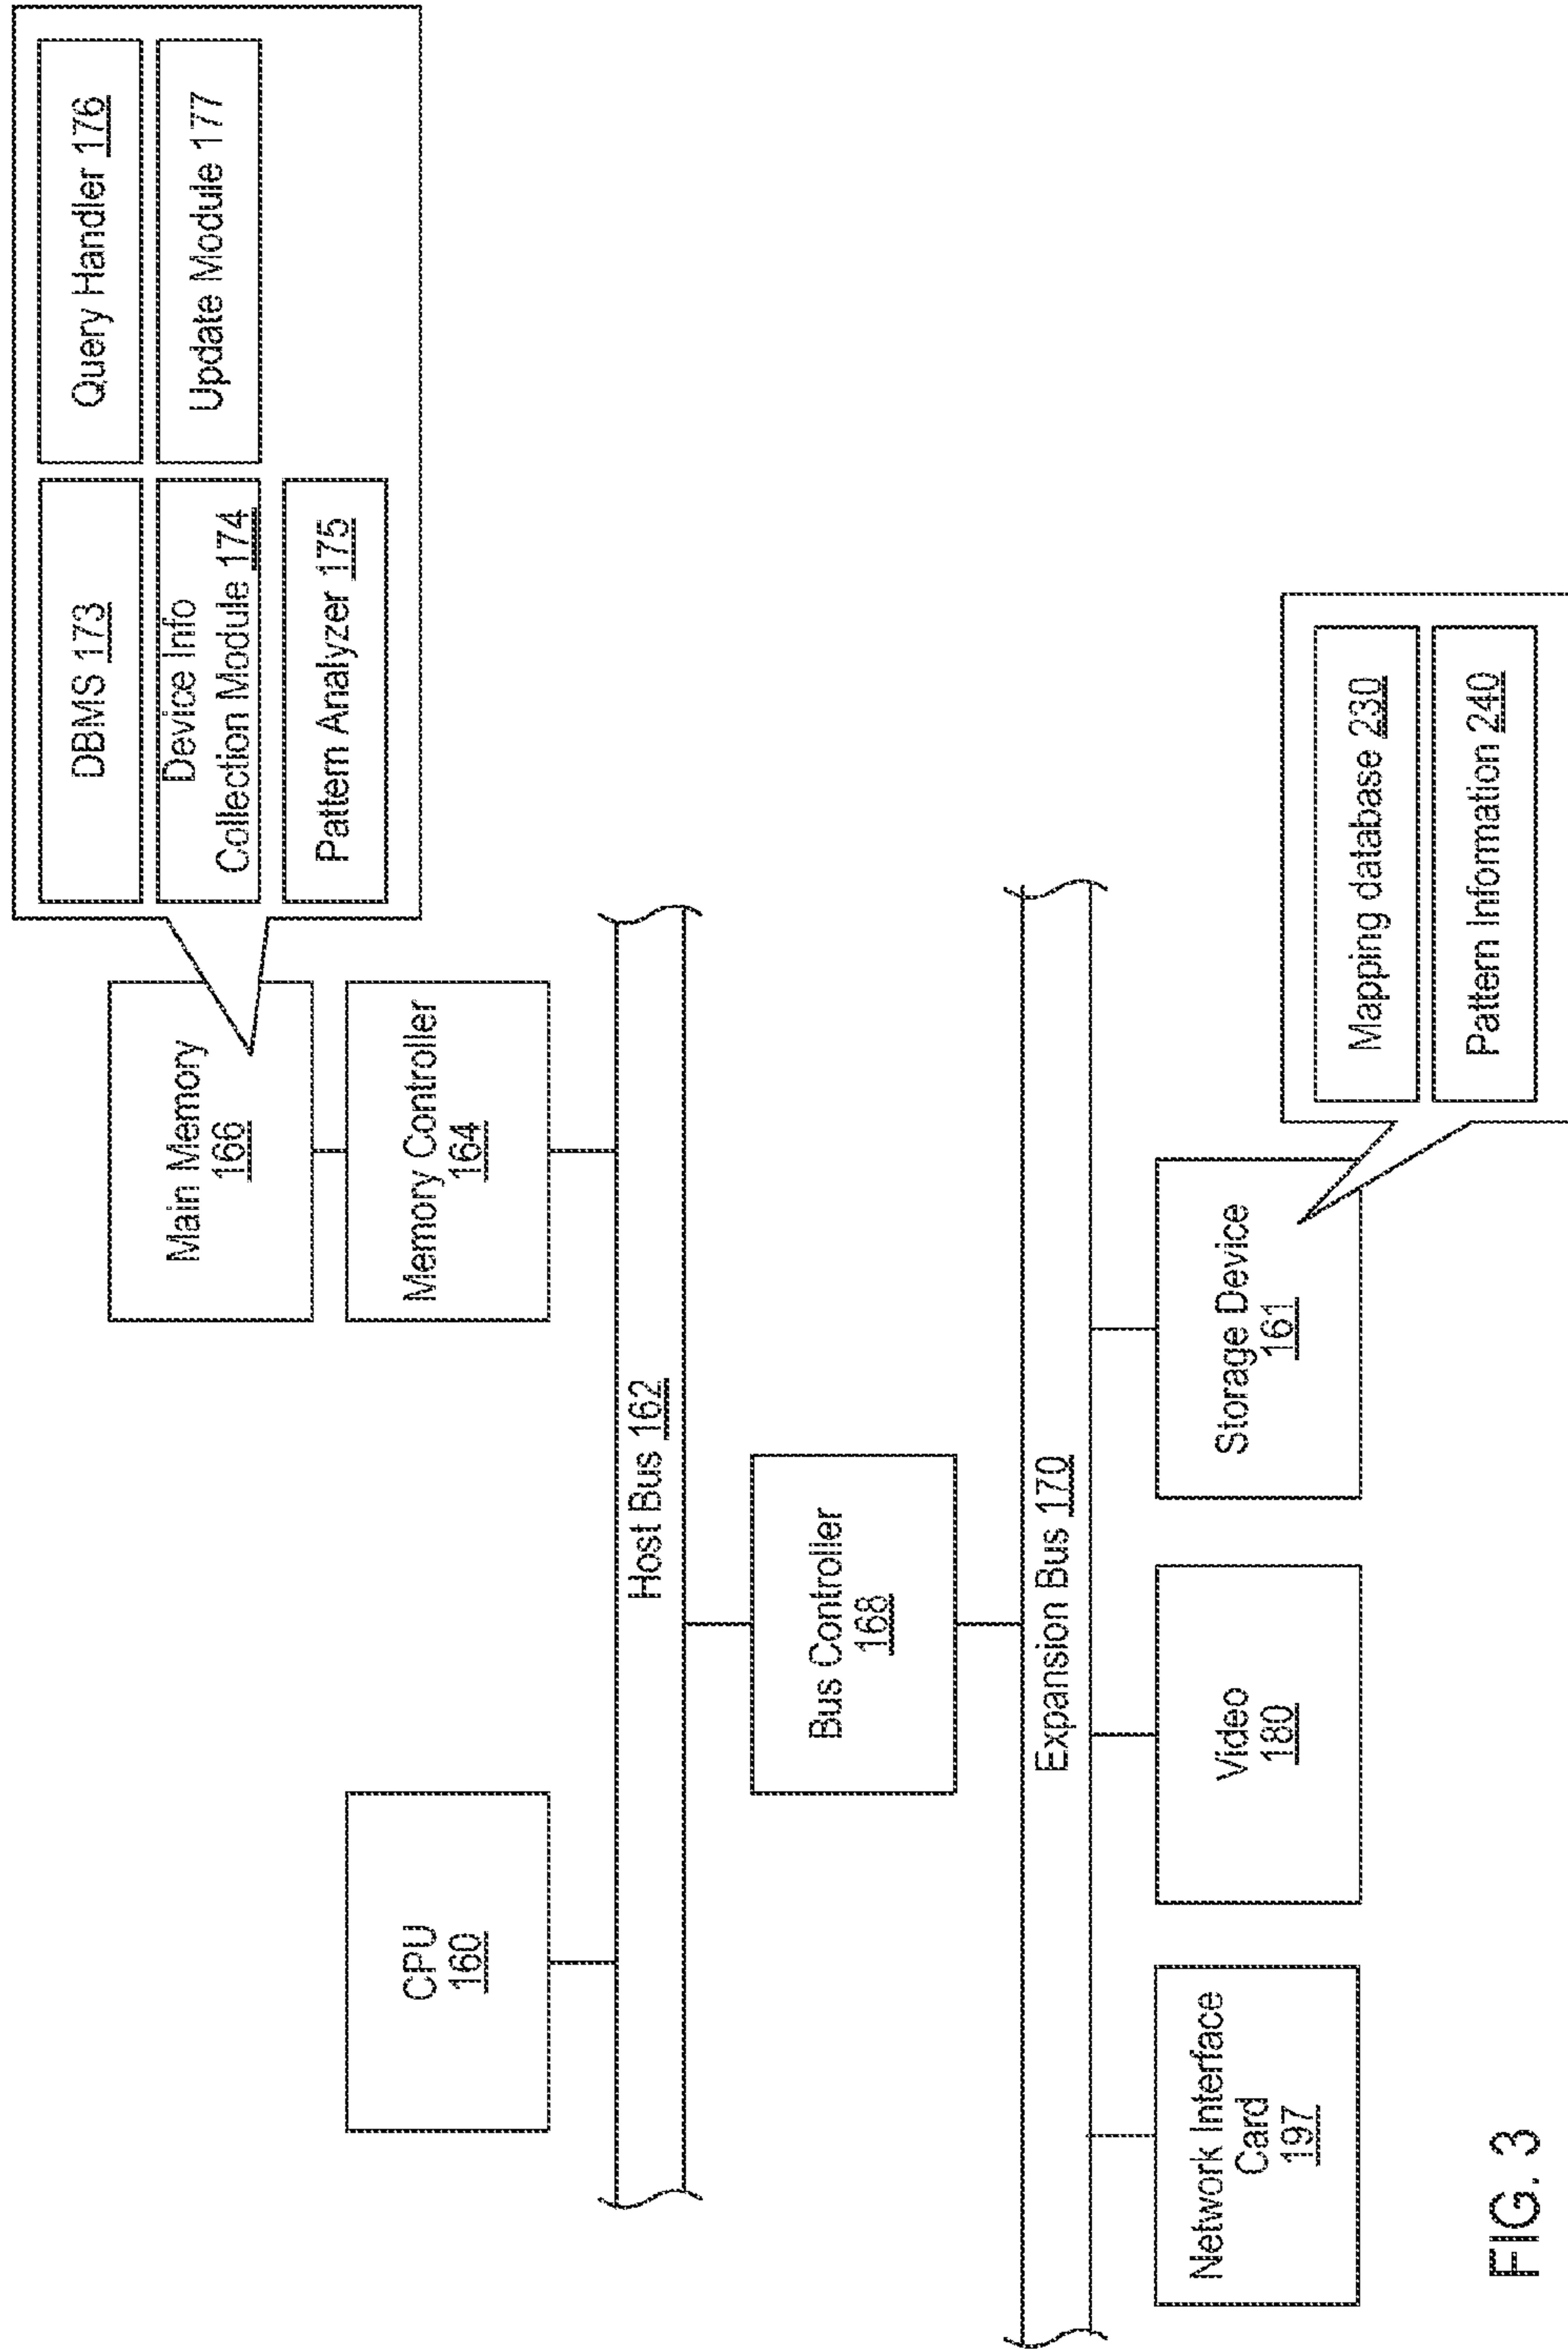 DBMS 173
Query Handler 176
Device Info
Collection Module 174
Update Module 177
Pattern Analyzer 175
Main Memory
166
CPU
160
Memory Controller
164
Host Bus 162
Bus Controller
168
Expansion Bus 170
Network Interface
Card
197
Video
180
Storage Device
161
Mapping database 230
Pattern Information 240
FIG. 3